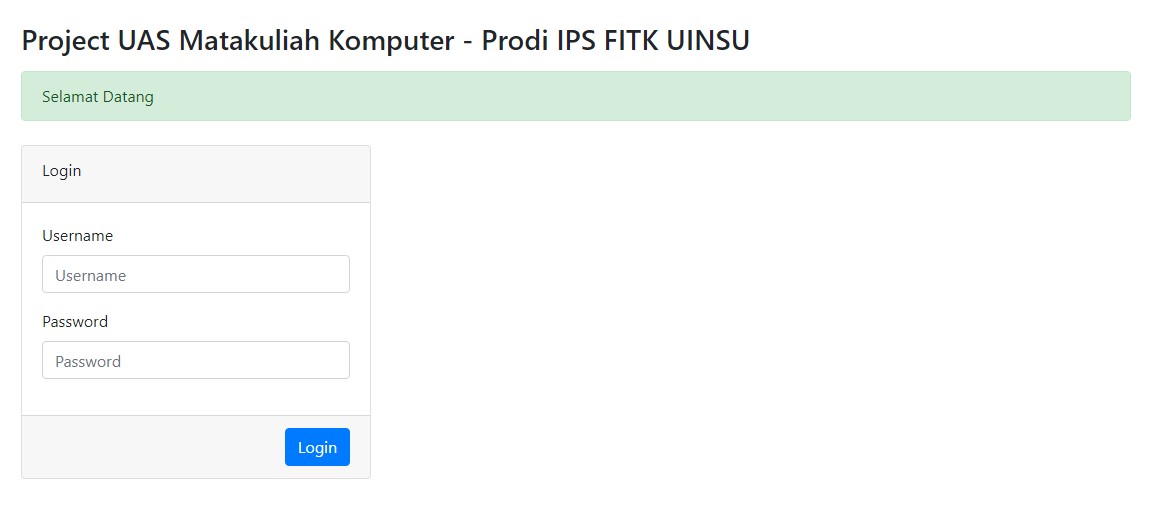 Project UAS Matakuliah Komputer - Prodi IPS FITK UINSU
Selamat Datang
Login
Username
Username
Password
Password
Login